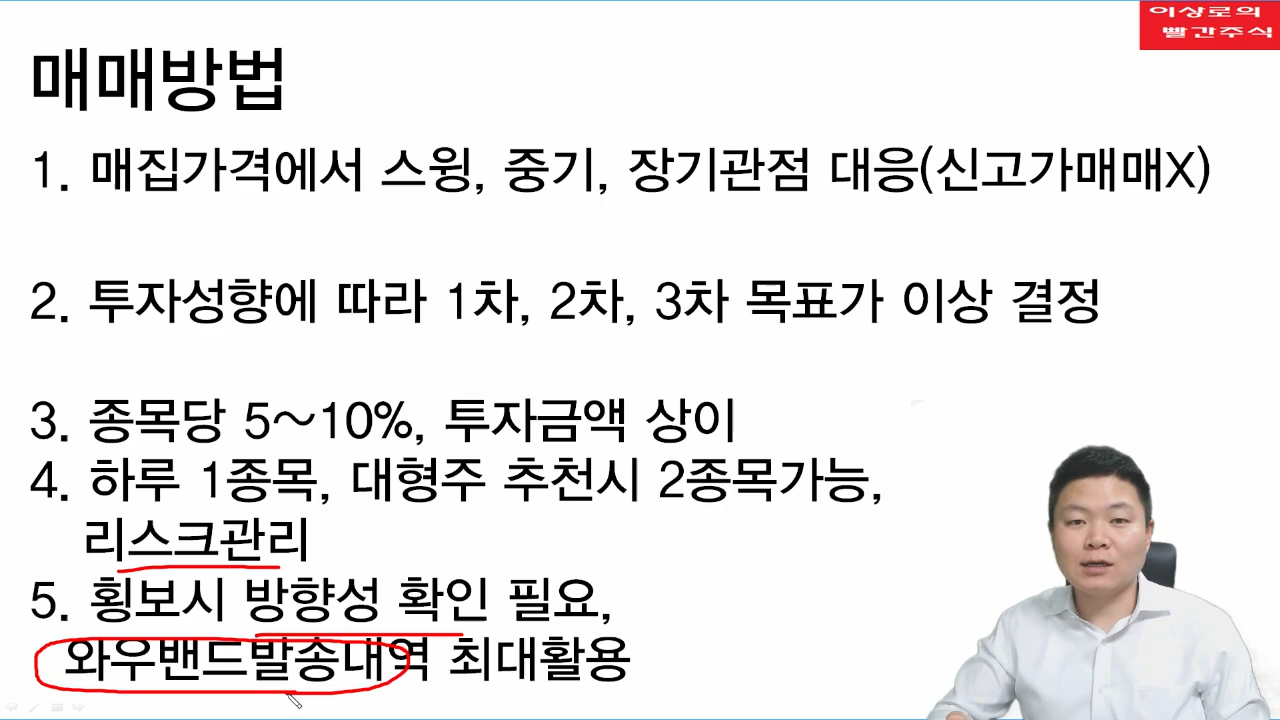 이상로의
빨간주식
매매방법
1. 매집가격에서 스윙, 중기, 장기관점 대응(신고가매매X)
2. 투자성향에 따라 1차, 2차, 3차 목표가 이상 결정
3. 종목당 5~10%, 투자금액 상이
4. 하루 1종목, 대형주 추천시 2종목가능,
리스크관리
5. 횡보시 방향성 확인 필요,
와우밴드발송내역 최대활용